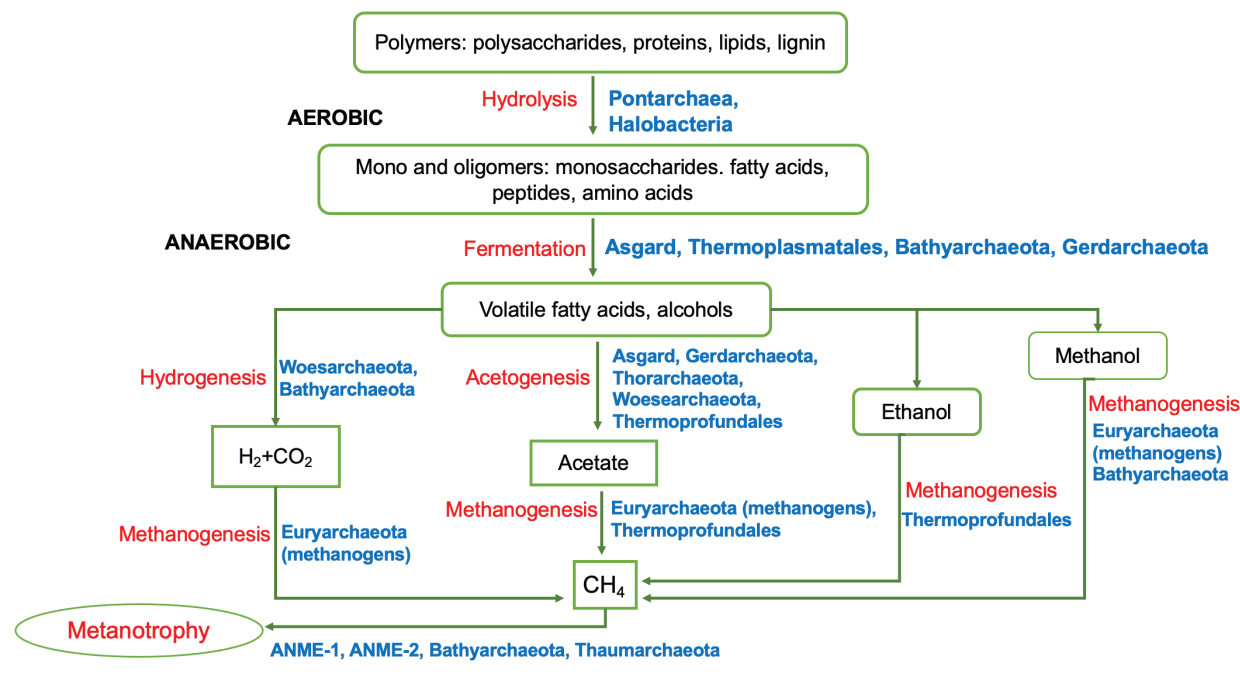 Polymers: polysaccharides, proteins, lipids, lignin
Hydrolysis
Pontarchaea,
Halobacteria
AEROBIC
Mono and oligomers: monosaccharides. fatty acids,
peptides, amino acids
ANAEROBIC
Fermentation
Asgard, Thermoplasmatales, Bathyarchaeota, Gerdarchaeota
Volatile fatty acids, alcohols
Hydrogenesis
Woesarchaeota,
Bathyarchaeota
Acetogenesis
Asgard, Gerdarchaeota,
Thorarchaeota,
Woesearchaeota,
Thermoprofundales
Methanol
Ethanol
Methanogenesis
Euryarchaeota
(methanogens)
Bathyarchaeota
H₂+CO₂
Acetate
Methanogenesis
Thermoprofundales
Methanogenesis
Euryarchaeota (methanogens),
Thermoprofundales
Methanogenesis
Euryarchaeota
(methanogens)
CH₄
Metanotrophy
ANME-1, ANME-2, Bathyarchaeota, Thaumarchaeota